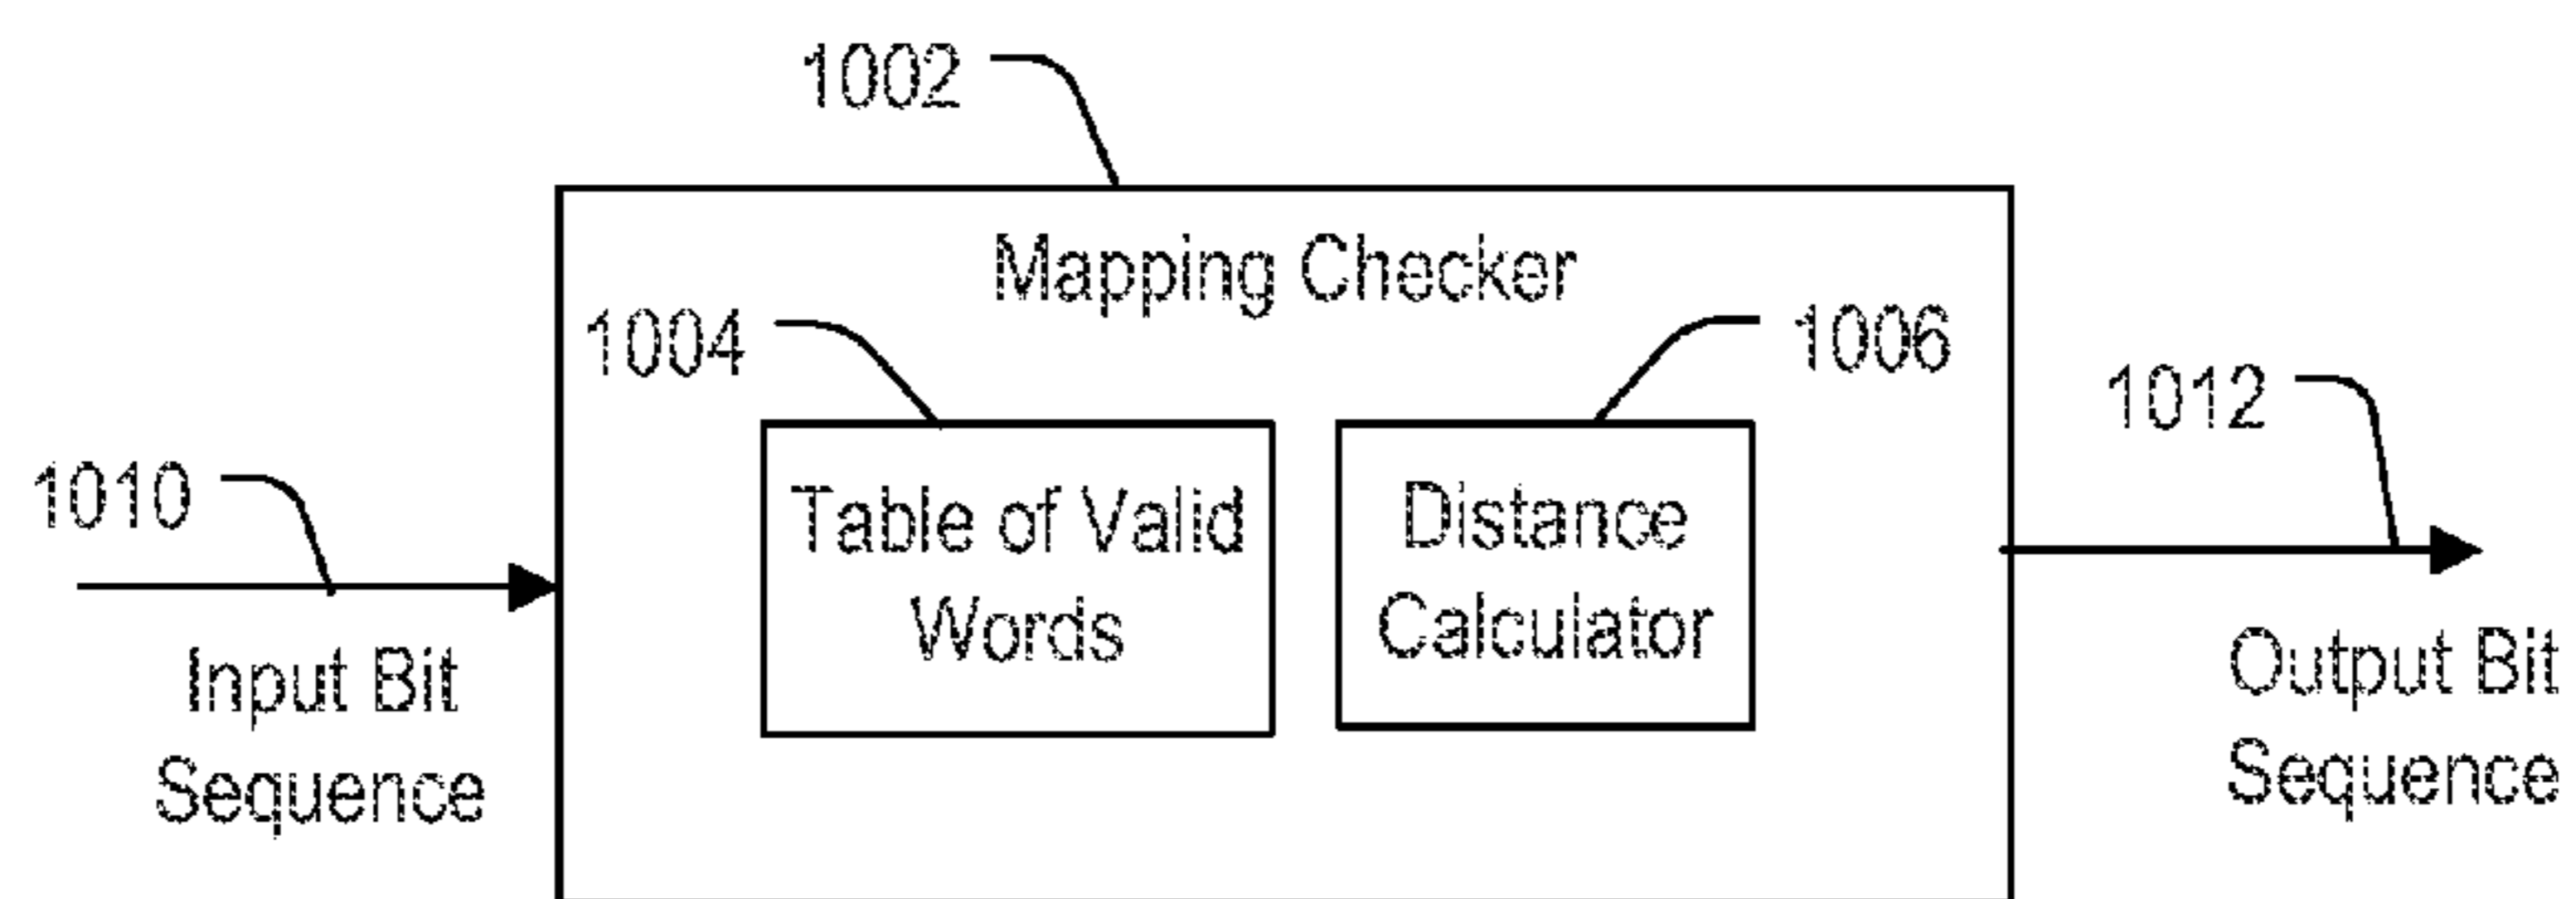 1002
Mapping Checker
1004
1006
1012
1010
Table of Valid
Words
Distance
Calculator
Input Bit
Sequence
Output Bit
Sequence